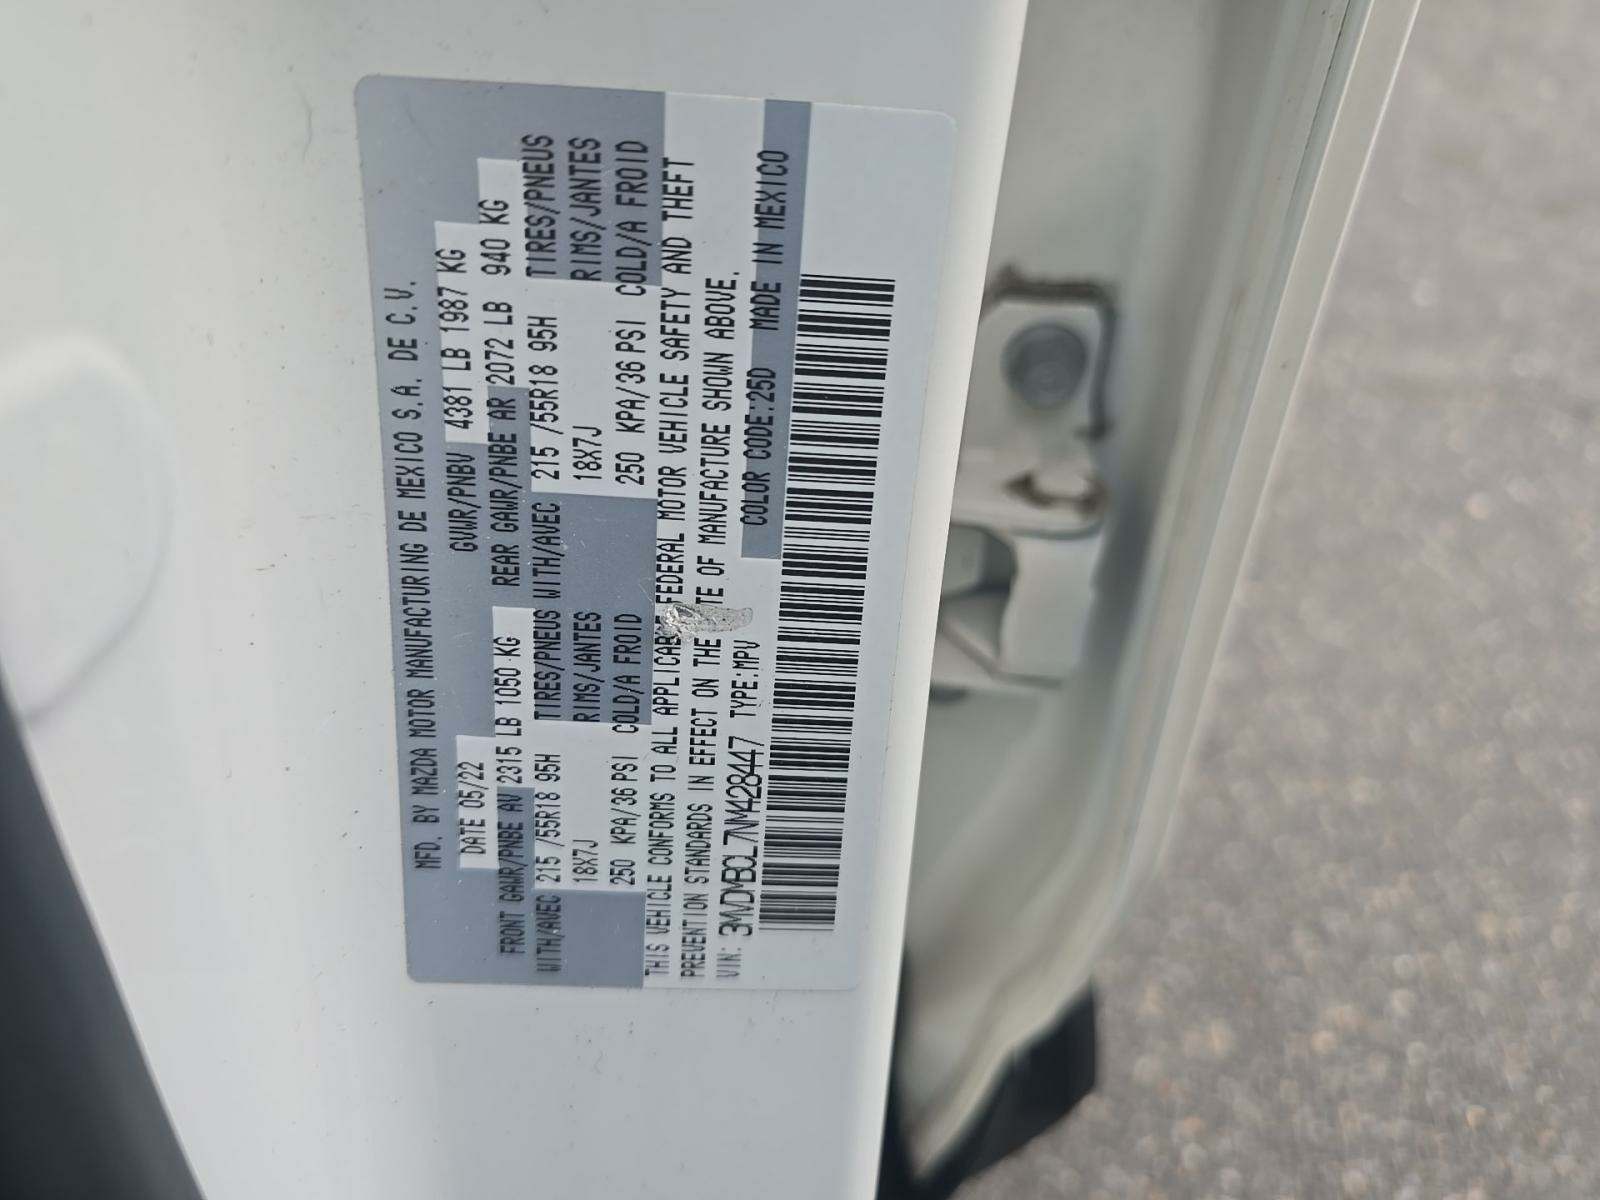 MFD. BY MAZDA MOTOR MANUFACTURING DE MEXICO S.A. DE C.V.
DATE 05/22 GVWR/PNBV 4381 LB 1987 KG
FRONT GAWR/PNBE AV 2315 LB 1050 KG REAR GAWR/PNBE AR 2072 LB 940 KG
WITH/AVEC 215 /55R18 95H TIRES/PNEUS WITH/AVEC 215 /55R18 95H TIRES/PNEUS
18X7J RIMS/JANTES 18X7J RIMS/JANTES
250 KPA/36 PSI COLD/A FROID 250 KPA/36 PSI COLD/A FROID
THIS VEHICLE CONFORMS TO ALL APPLICAB FEDERAL MOTOR VEHICLE SAFETY AND THEFT
PREVENTION STANDARDS IN EFFECT ON THE TE OF MANUFACTURE SHOWN ABOVE.
VIN: 3MVDMBCL7NM428447 TYPE:MPV COLOR CODE:25D MADE IN MEXICO